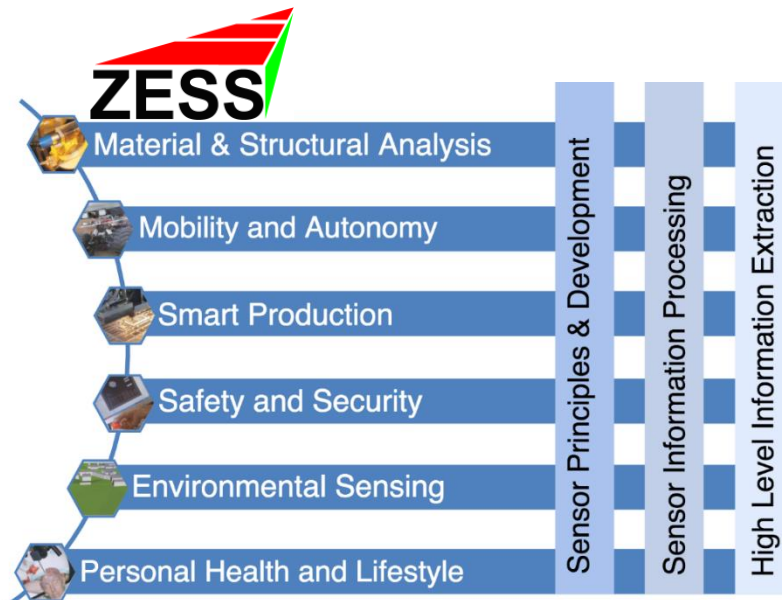 ZESS
Material & Structural Analysis
Mobility and Autonomy
Smart Production
Safety and Security
Environmental Sensing
Personal Health and Lifestyle
Sensor Principles & Development
Sensor Information Processing
High Level Information Extraction